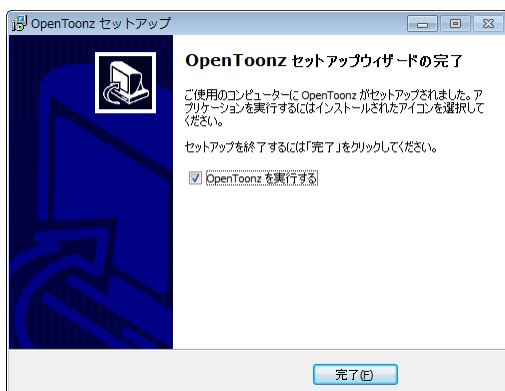 OpenToonz セットアップ
OpenToonz セットアップウィザードの完了
ご使用のコンピューターに OpenToonz がセットアップされました。ア
プリケーションを実行するにはインストールされたアイコンを選択して
ください。
セットアップを終了するには「完了」をクリックしてください。
OpenToonz を実行する
完了(F)